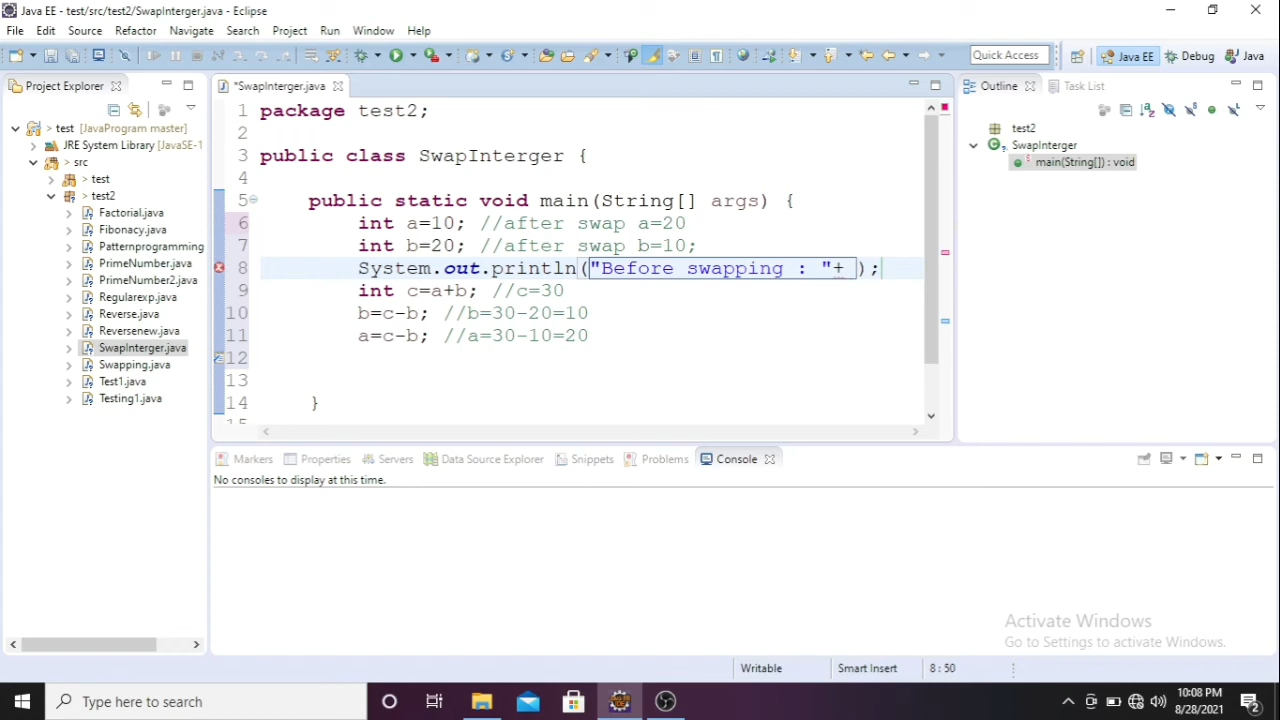 Java EE - test/src/test2/SwapInterger.java - Eclipse
File Edit Source Refactor Navigate Search Project Run Window Help
Quick Access Java EE Debug Java
Project Explorer
*SwapInterger.java
Outline Task List
> test [JavaProgram master]
JRE System Library [JavaSE-1
> src
> test
> test2
Factorial.java
Fibonacy.java
Patternprogramming
PrimeNumber.java
PrimeNumber2.java
Regularexp.java
Reverse.java
Reversenew.java
SwapInterger.java
Swapping.java
Test1.java
Testing1.java
1 package test2;
2
3 public class SwapInterger {
4
5 public static void main(String[] args) {
6 int a=10; //after swap a=20
7 int b=20; //after swap b=10;
8 System.out.println("Before swapping : "+ );
9 int c=a+b; //c=30
10 b=c-b; //b=30-20=10
11 a=c-b; //a=30-10=20
12
13
14 }
15
test2
SwapInterger
main(String[]) : void
Markers Properties Servers Data Source Explorer Snippets Problems Console
No consoles to display at this time.
Activate Windows
Go to Settings to activate Windows.
Writable Smart Insert 8:50
Type here to search
10:08 PM
8/28/2021
2